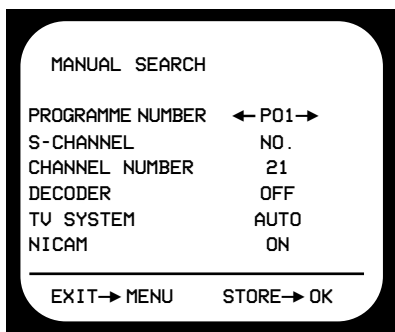 MANUAL SEARCH
PROGRAMME NUMBER ←PO1→
S-CHANNEL NO.
CHANNEL NUMBER 21
DECODER OFF
TV SYSTEM AUTO
NICAM ON
EXIT→ MENU STORE→ OK